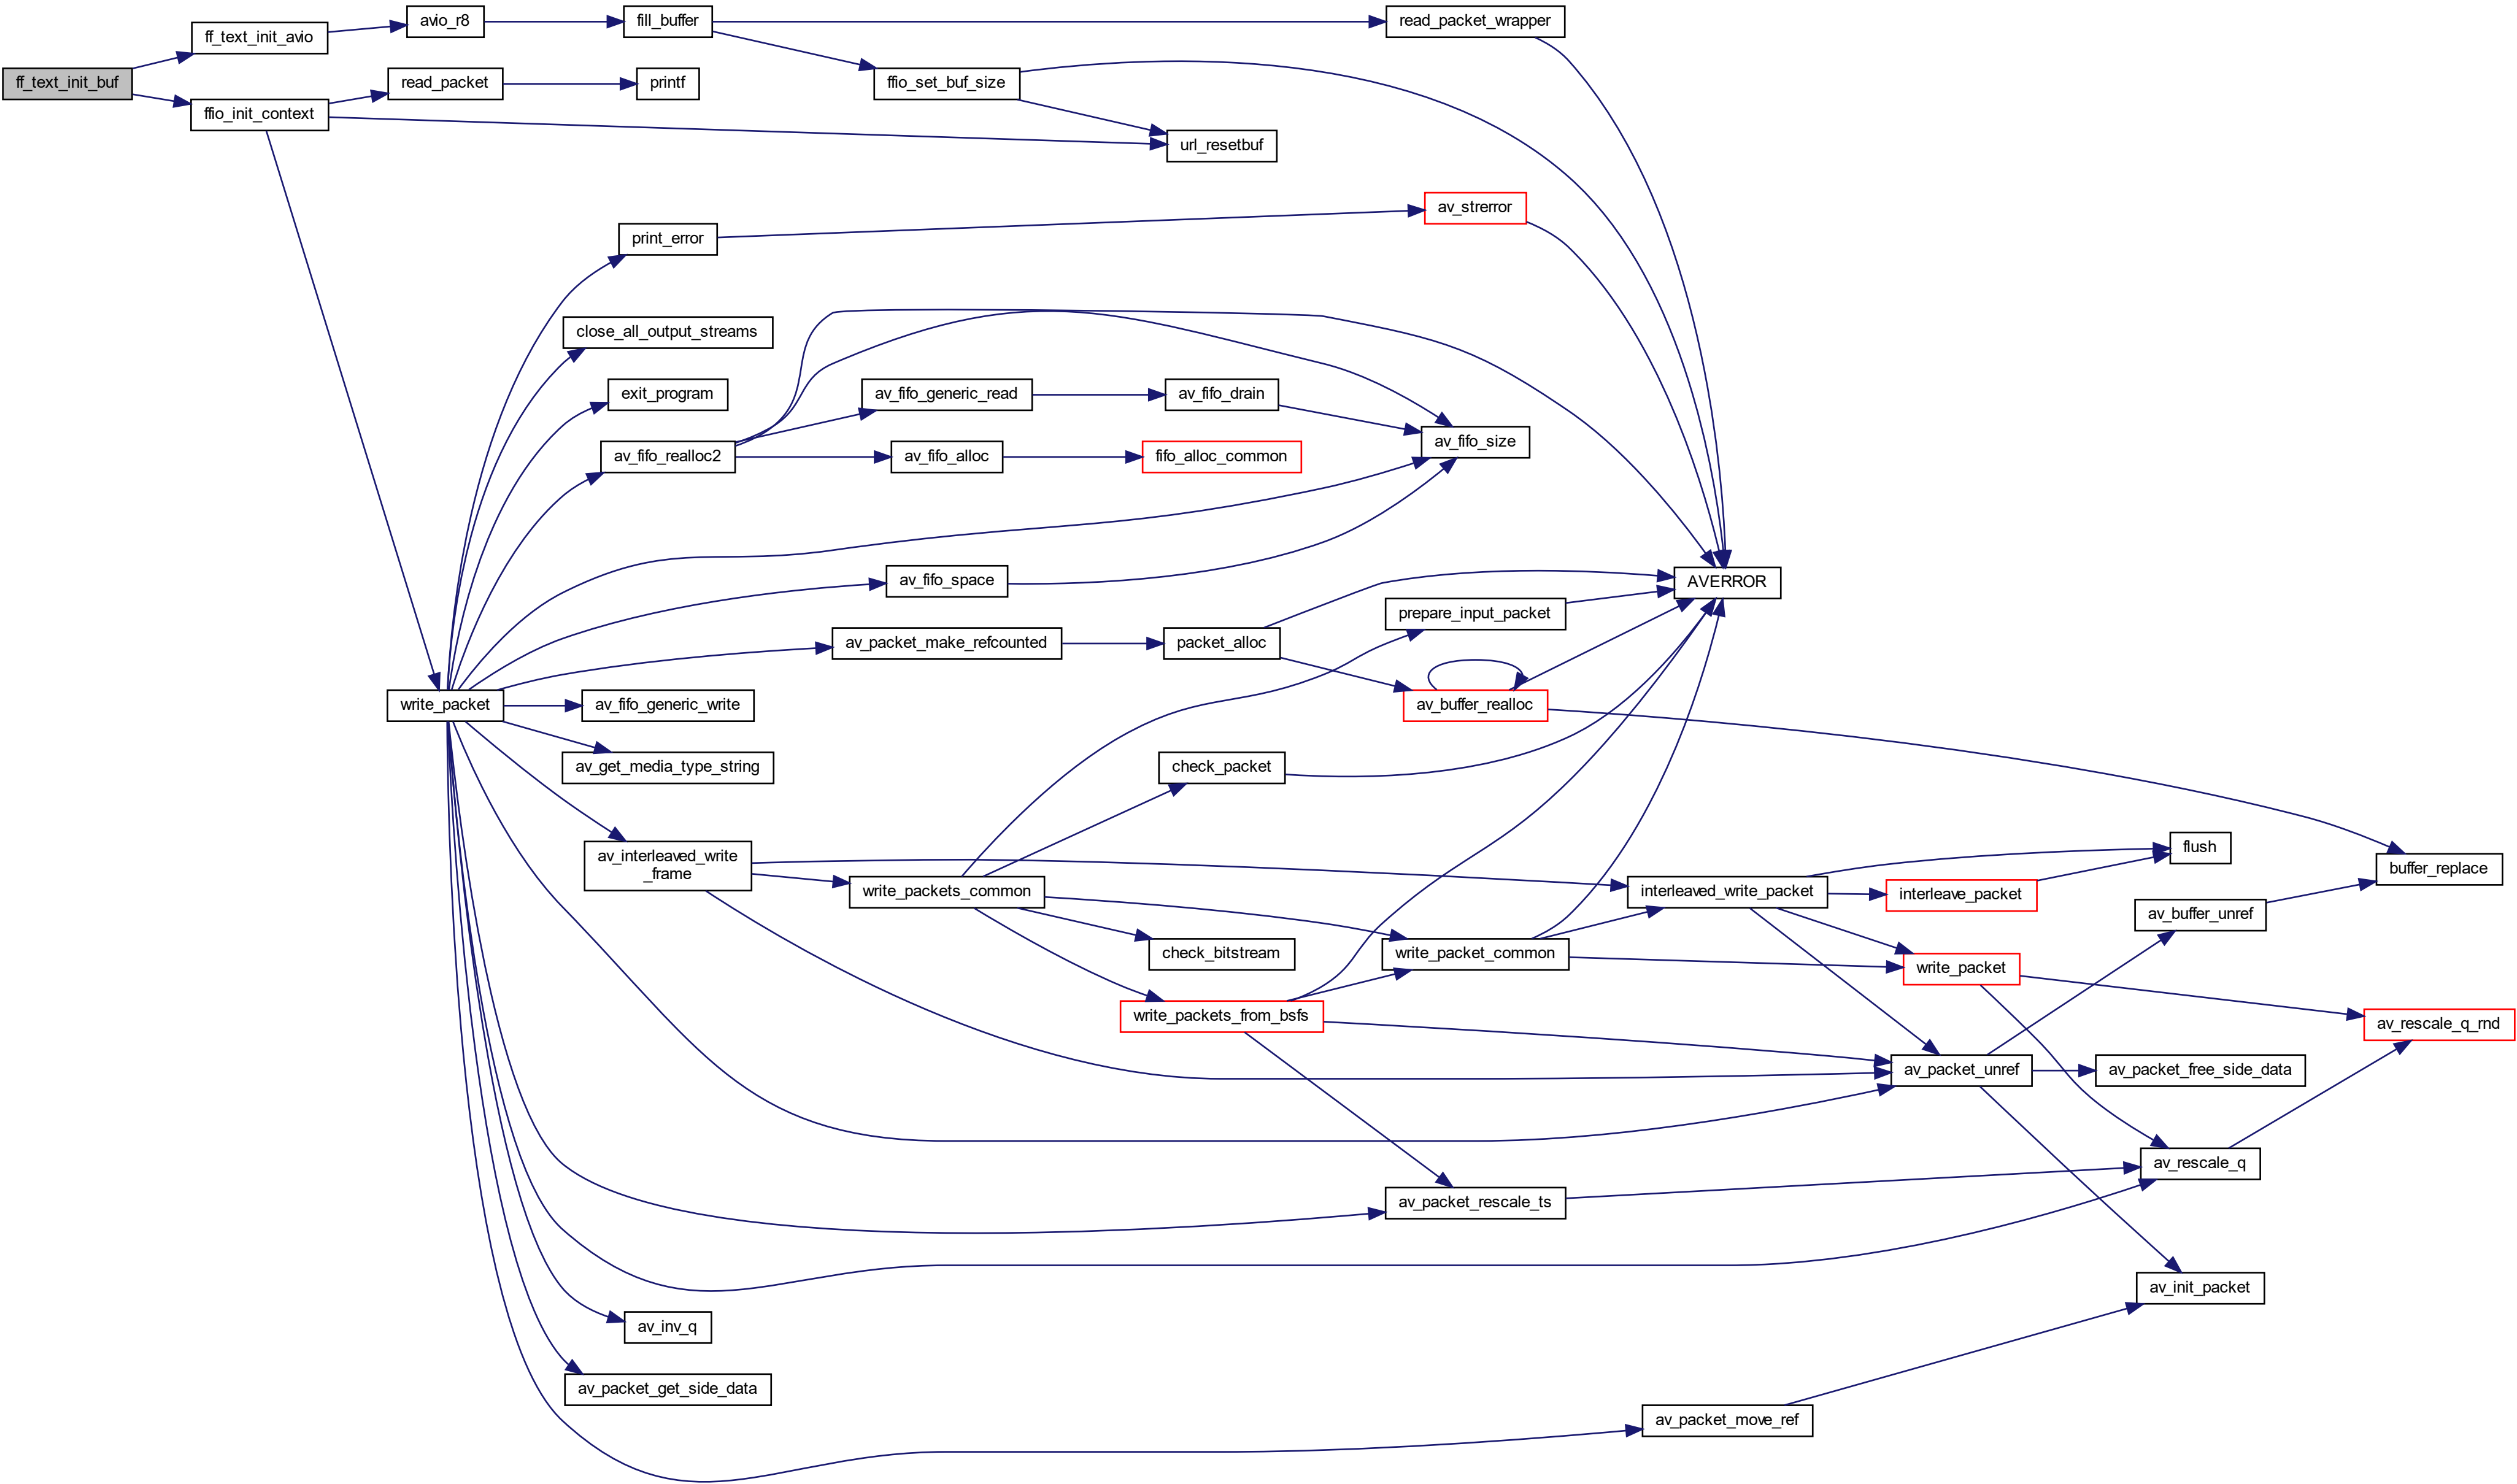 ff_text_init_buf
ff_text_init_avio
avio_r8
fill_buffer
read_packet_wrapper
ffio_init_context
read_packet
printf
ffio_set_buf_size
url_resetbuf
print_error
av_strerror
close_all_output_streams
exit_program
av_fifo_realloc2
av_fifo_generic_read
av_fifo_drain
av_fifo_size
av_fifo_alloc
fifo_alloc_common
av_fifo_space
AVERROR
prepare_input_packet
av_packet_make_refcounted
packet_alloc
write_packet
av_fifo_generic_write
av_buffer_realloc
av_get_media_type_string
check_packet
av_interleaved_write
_frame
write_packets_common
interleaved_write_packet
interleave_packet
flush
buffer_replace
av_buffer_unref
check_bitstream
write_packet_common
write_packet
write_packets_from_bsfs
av_rescale_q_rnd
av_packet_unref
av_packet_free_side_data
av_rescale_q
av_packet_rescale_ts
av_init_packet
av_inv_q
av_packet_get_side_data
av_packet_move_ref